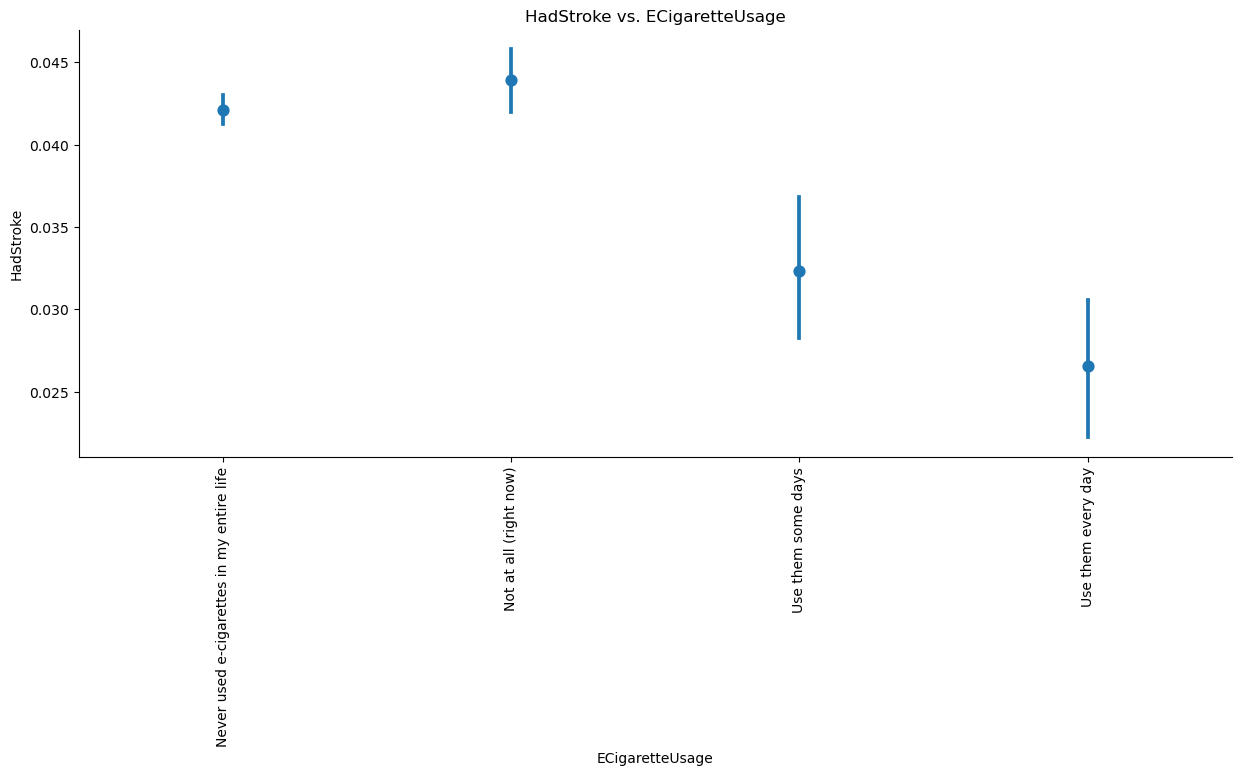 HadStroke vs. ECigaretteUsage
0.045
0.040
0.035
0.030
0.025
HadStroke
Never used e-cigarettes in my entire life
Not at all (right now)
Use them some days
Use them every day
ECigaretteUsage